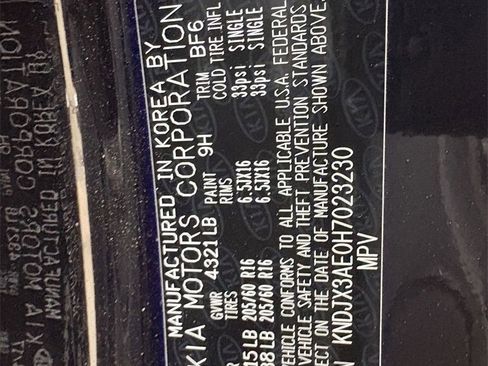 MANUFACTURED IN KOREA BY
KIA MOTORS CORPORATION
4321 LB PAINT 9H TRIM BF6
GVWR TIRES RIMS COLD TIRE INFL
15 LB 205/60 R16 6.5JX16 33psi SINGLE
38 LB 205/60 R16 6.5JX16 33psi SINGLE
VEHICLE CONFORMS TO ALL APPLICABLE U.S.A. FEDERAL
VEHICLE SAFETY AND THEFT PREVENTION STANDARDS
ECT ON THE DATE OF MANUFACTURE SHOWN ABOVE.
N KNDJX3AE0H7023230
MPV